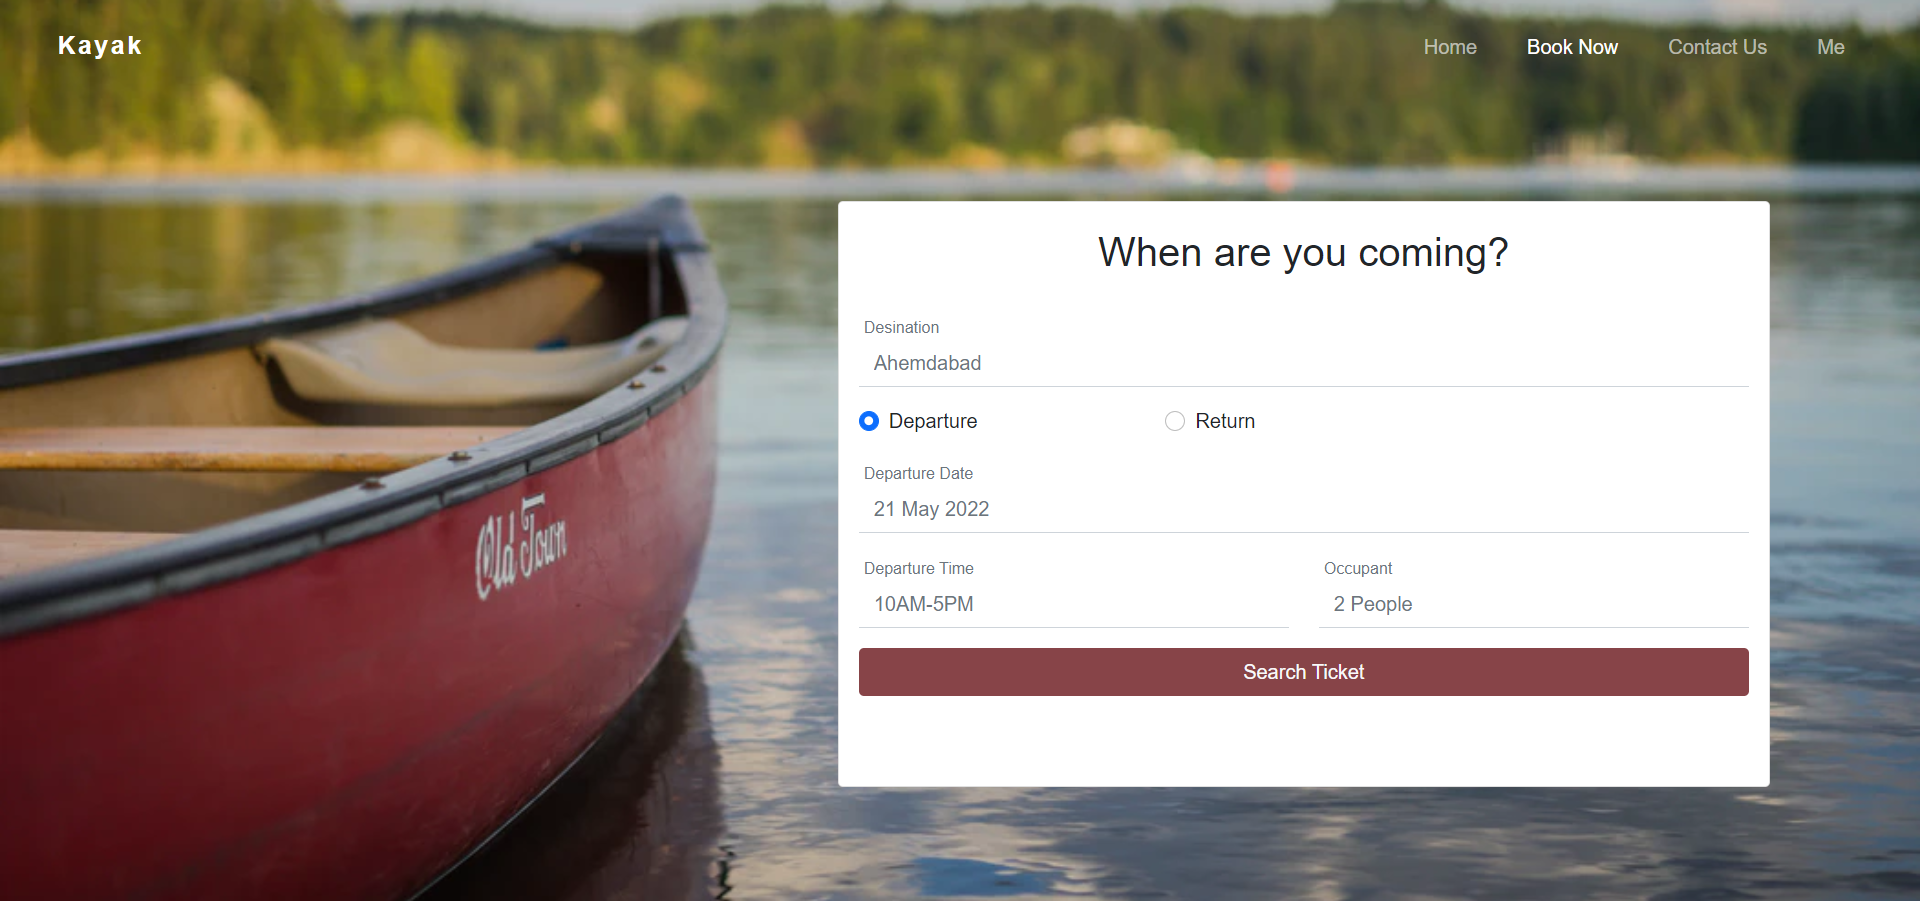 Kayak
Home Book Now Contact Us Me
When are you coming?
Desination
Ahemdabad
Departure Return
Departure Date
21 May 2022
Departure Time Occupant
10AM-5PM 2 People
Search Ticket
Old Town